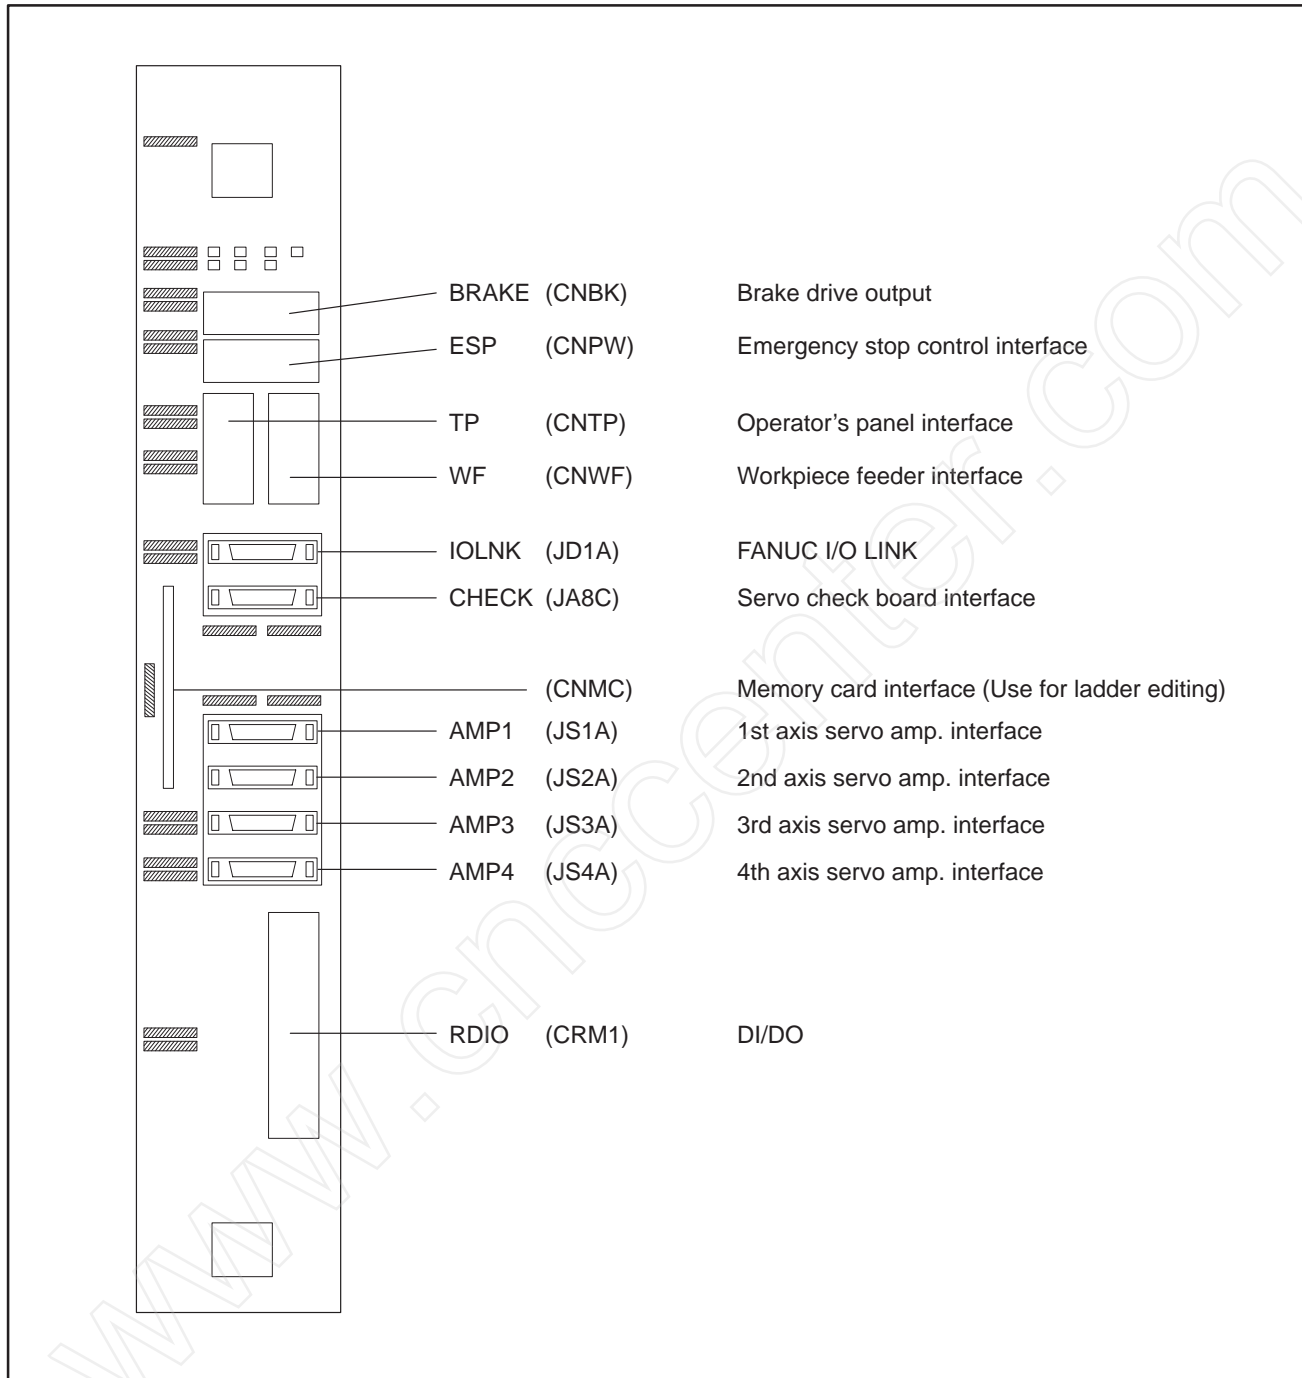 BRAKE (CNBK) Brake drive output
ESP (CNPW) Emergency stop control interface
TP (CNTP) Operator’s panel interface
WF (CNWF) Workpiece feeder interface
IOLNK (JD1A) FANUC I/O LINK
CHECK (JA8C) Servo check board interface
(CNMC) Memory card interface (Use for ladder editing)
AMP1 (JS1A) 1st axis servo amp. interface
AMP2 (JS2A) 2nd axis servo amp. interface
AMP3 (JS3A) 3rd axis servo amp. interface
AMP4 (JS4A) 4th axis servo amp. interface
RDIO (CRM1) DI/DO
www.cnccenter.com